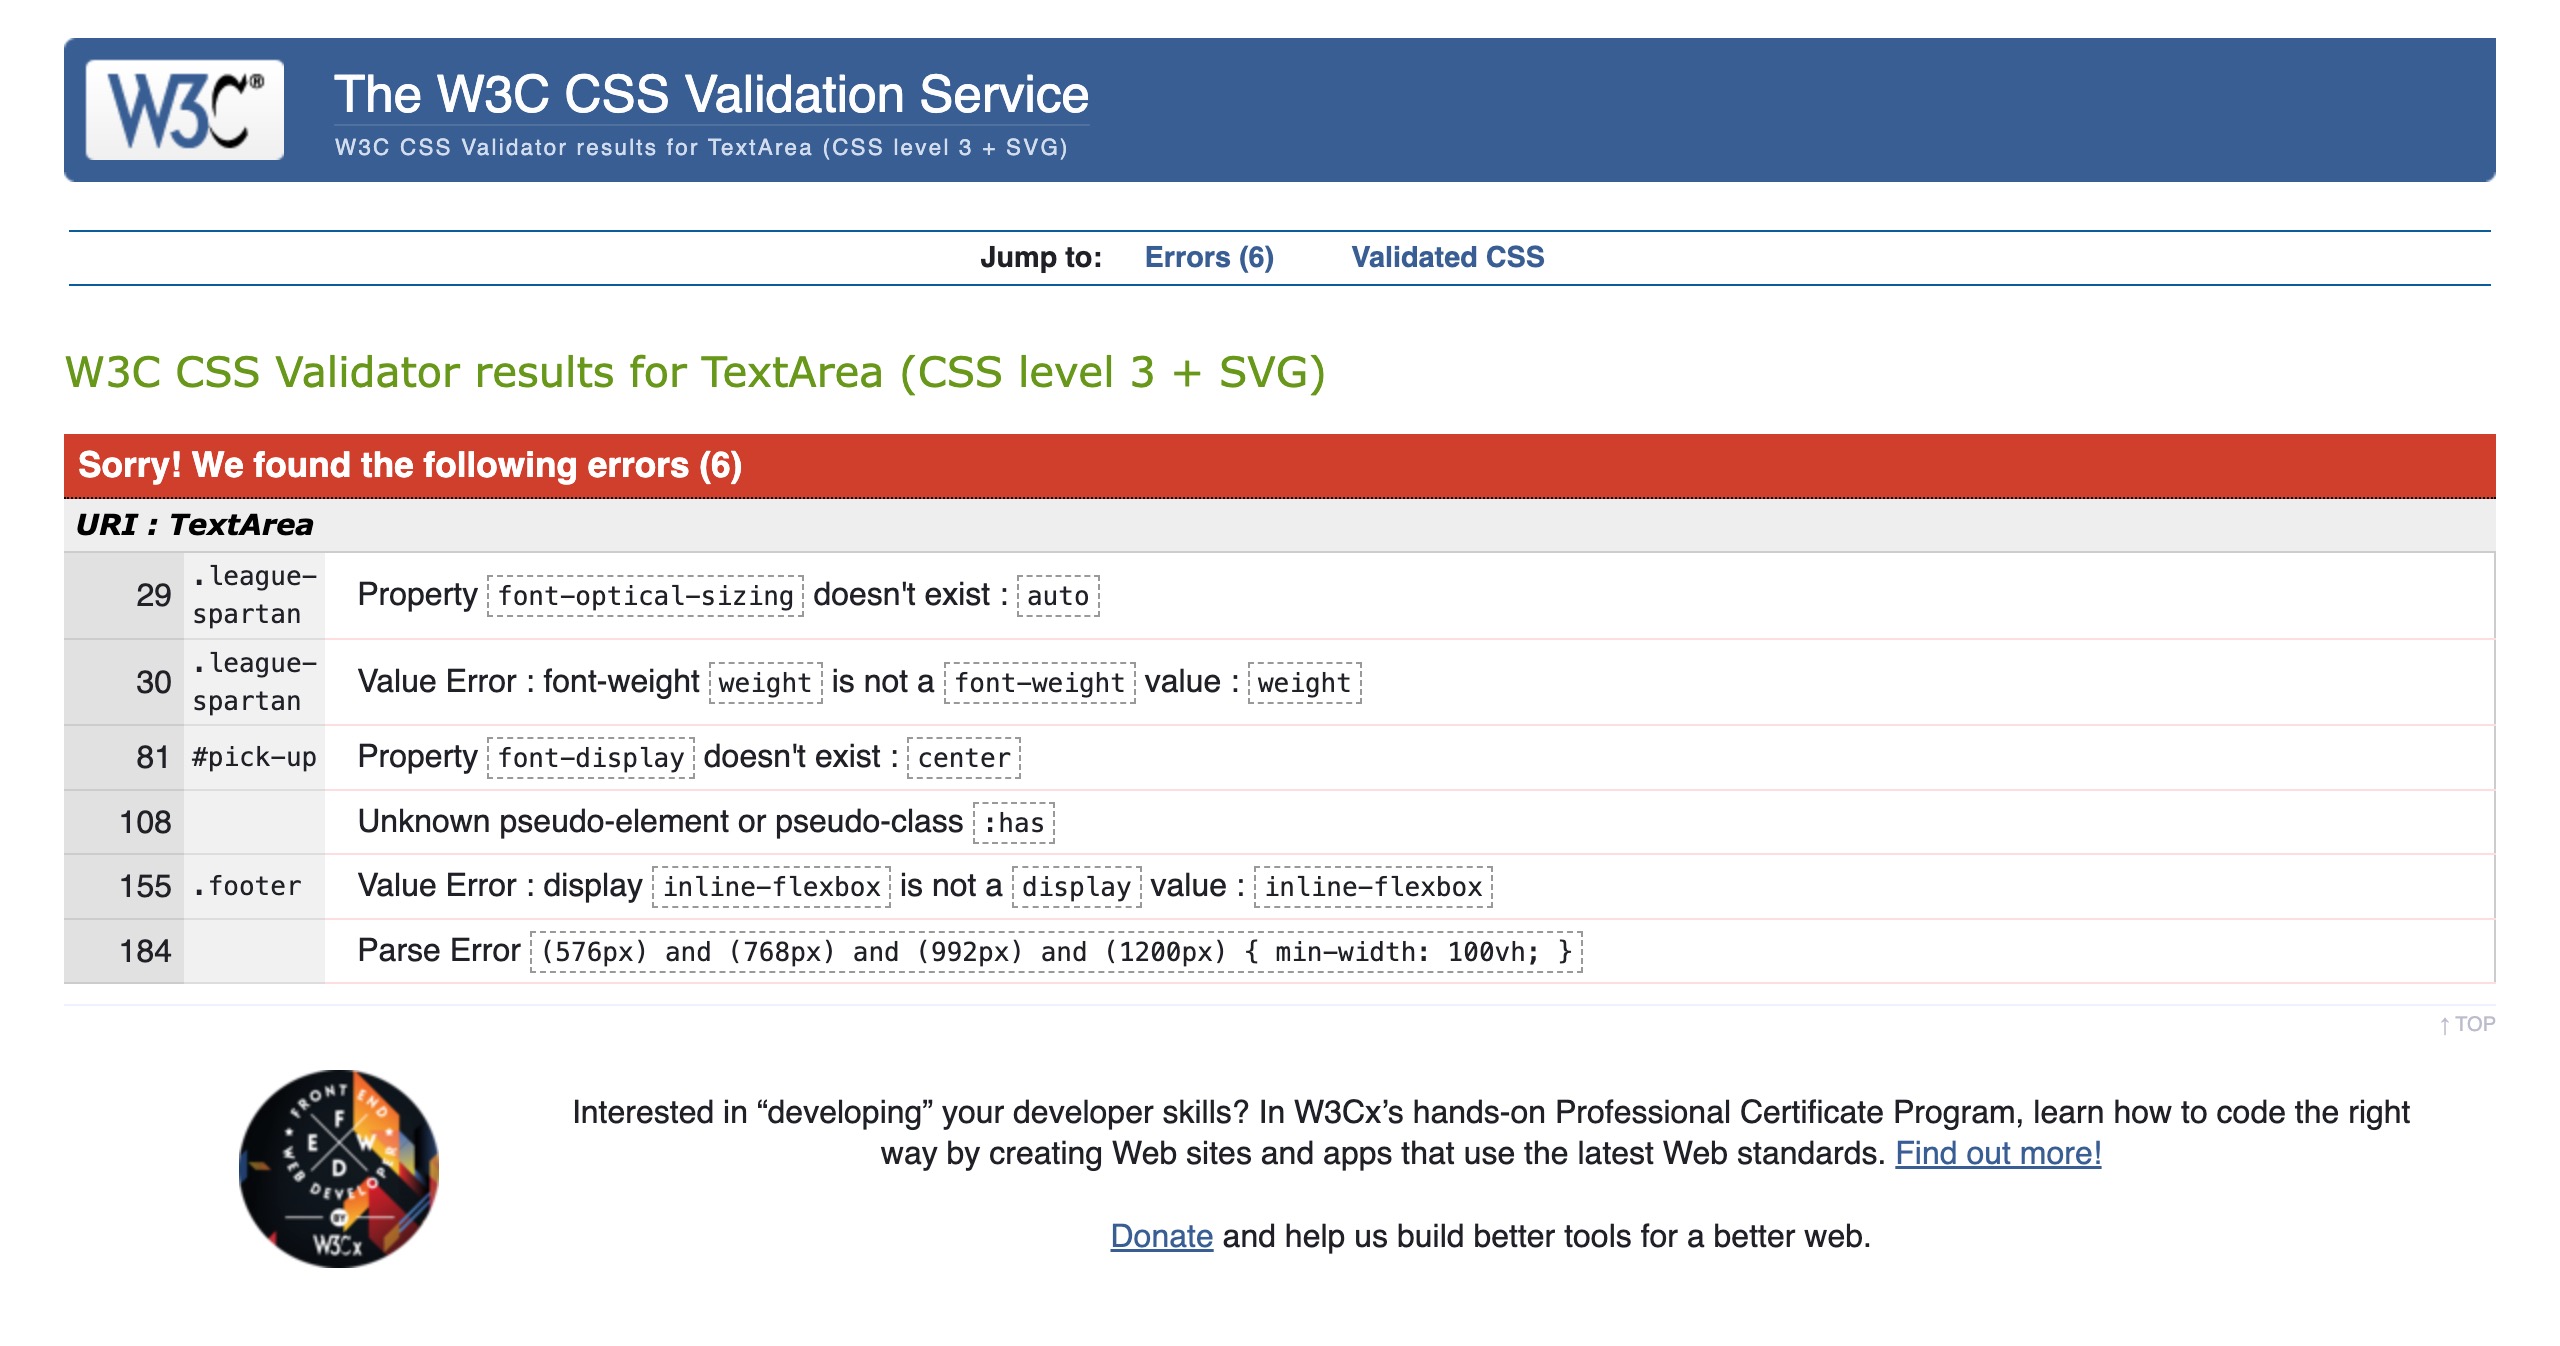 W3C®
The W3C CSS Validation Service
W3C CSS Validator results for TextArea (CSS level 3 + SVG)
Jump to: Errors (6) Validated CSS
W3C CSS Validator results for TextArea (CSS level 3 + SVG)
Sorry! We found the following errors (6)
URI : TextArea
29 .league-spartan Property font-optical-sizing doesn't exist : auto
30 .league-spartan Value Error : font-weight weight is not a font-weight value : weight
81 #pick-up Property font-display doesn't exist : center
108 Unknown pseudo-element or pseudo-class :has
155 .footer Value Error : display inline-flexbox is not a display value : inline-flexbox
184 Parse Error (576px) and (768px) and (992px) and (1200px) { min-width: 100vh; }
↑ TOP
FRONT END
F
E W
D
WEB DEVELOPER
W3Cx
Interested in “developing” your developer skills? In W3Cx’s hands-on Professional Certificate Program, learn how to code the right
way by creating Web sites and apps that use the latest Web standards. Find out more!
Donate and help us build better tools for a better web.